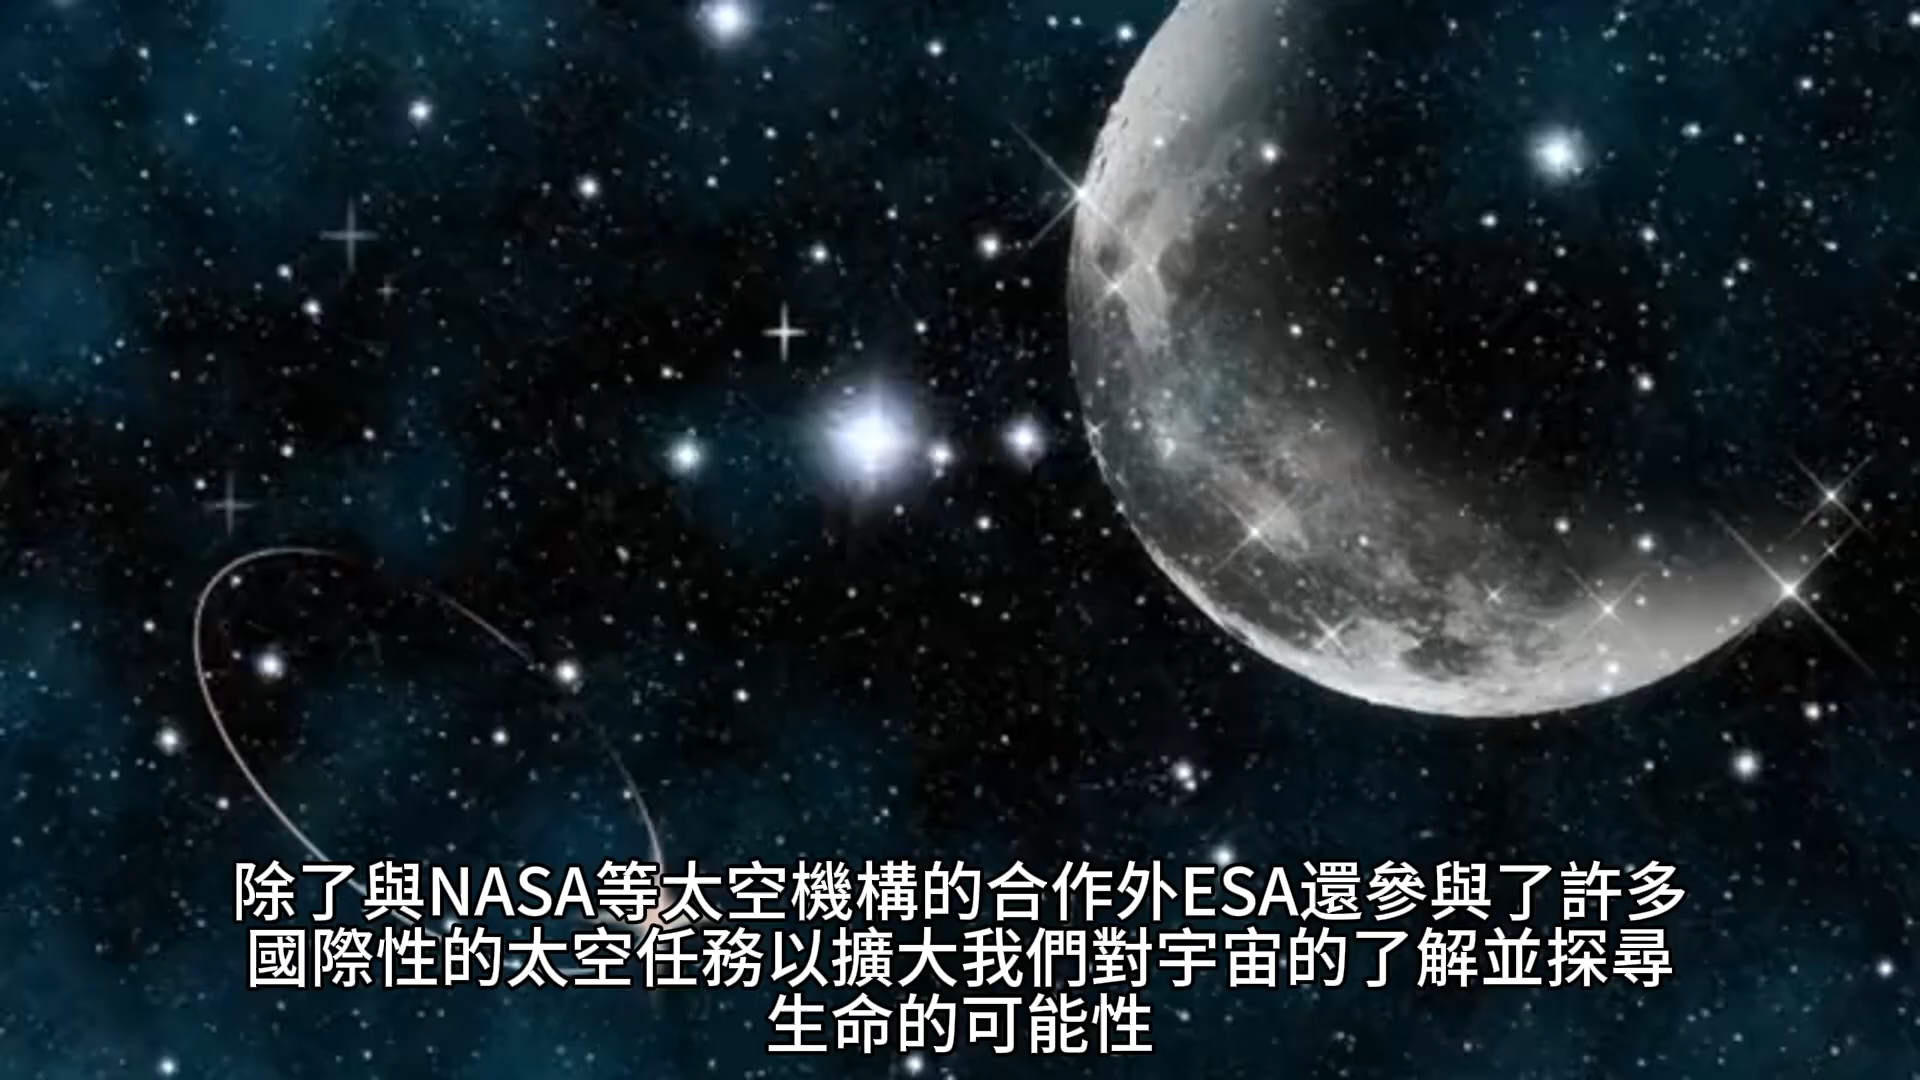 除了與NASA等太空機構的合作外ESA還參與了許多
國際性的太空任務以擴大我們對宇宙的了解並探尋
生命的可能性